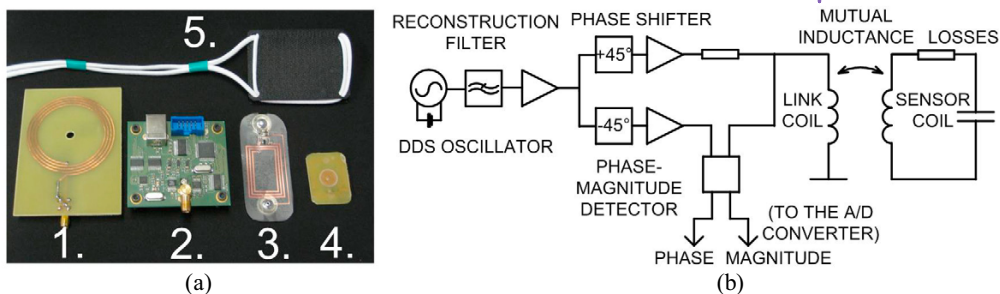 5.
1.
2.
3.
4.
(a)
RECONSTRUCTION
FILTER
PHASE SHIFTER
MUTUAL
INDUCTANCE
LOSSES
+45°
-45°
DDS OSCILLATOR
LINK
COIL
SENSOR
COIL
PHASE-
MAGNITUDE
DETECTOR
(TO THE A/D
CONVERTER)
PHASE
MAGNITUDE
(b)